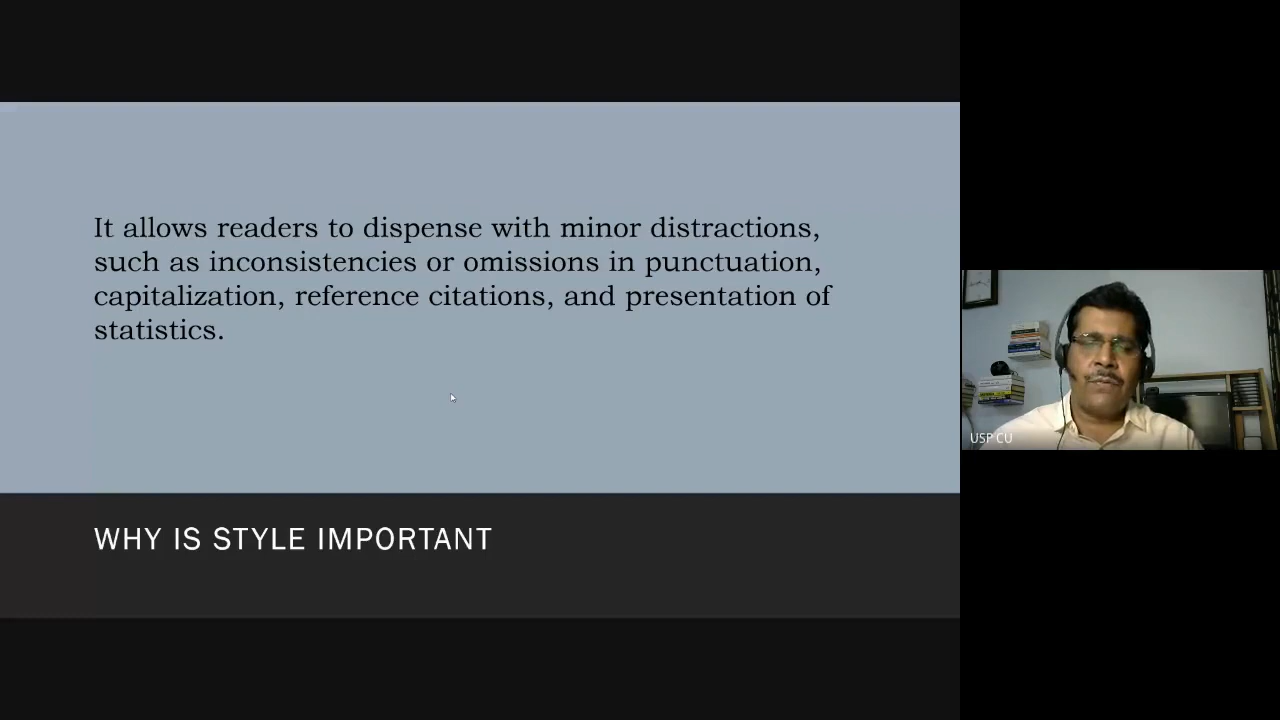 It allows readers to dispense with minor distractions,
such as inconsistencies or omissions in punctuation,
capitalization, reference citations, and presentation of
statistics.
WHY IS STYLE IMPORTANT
USP CU